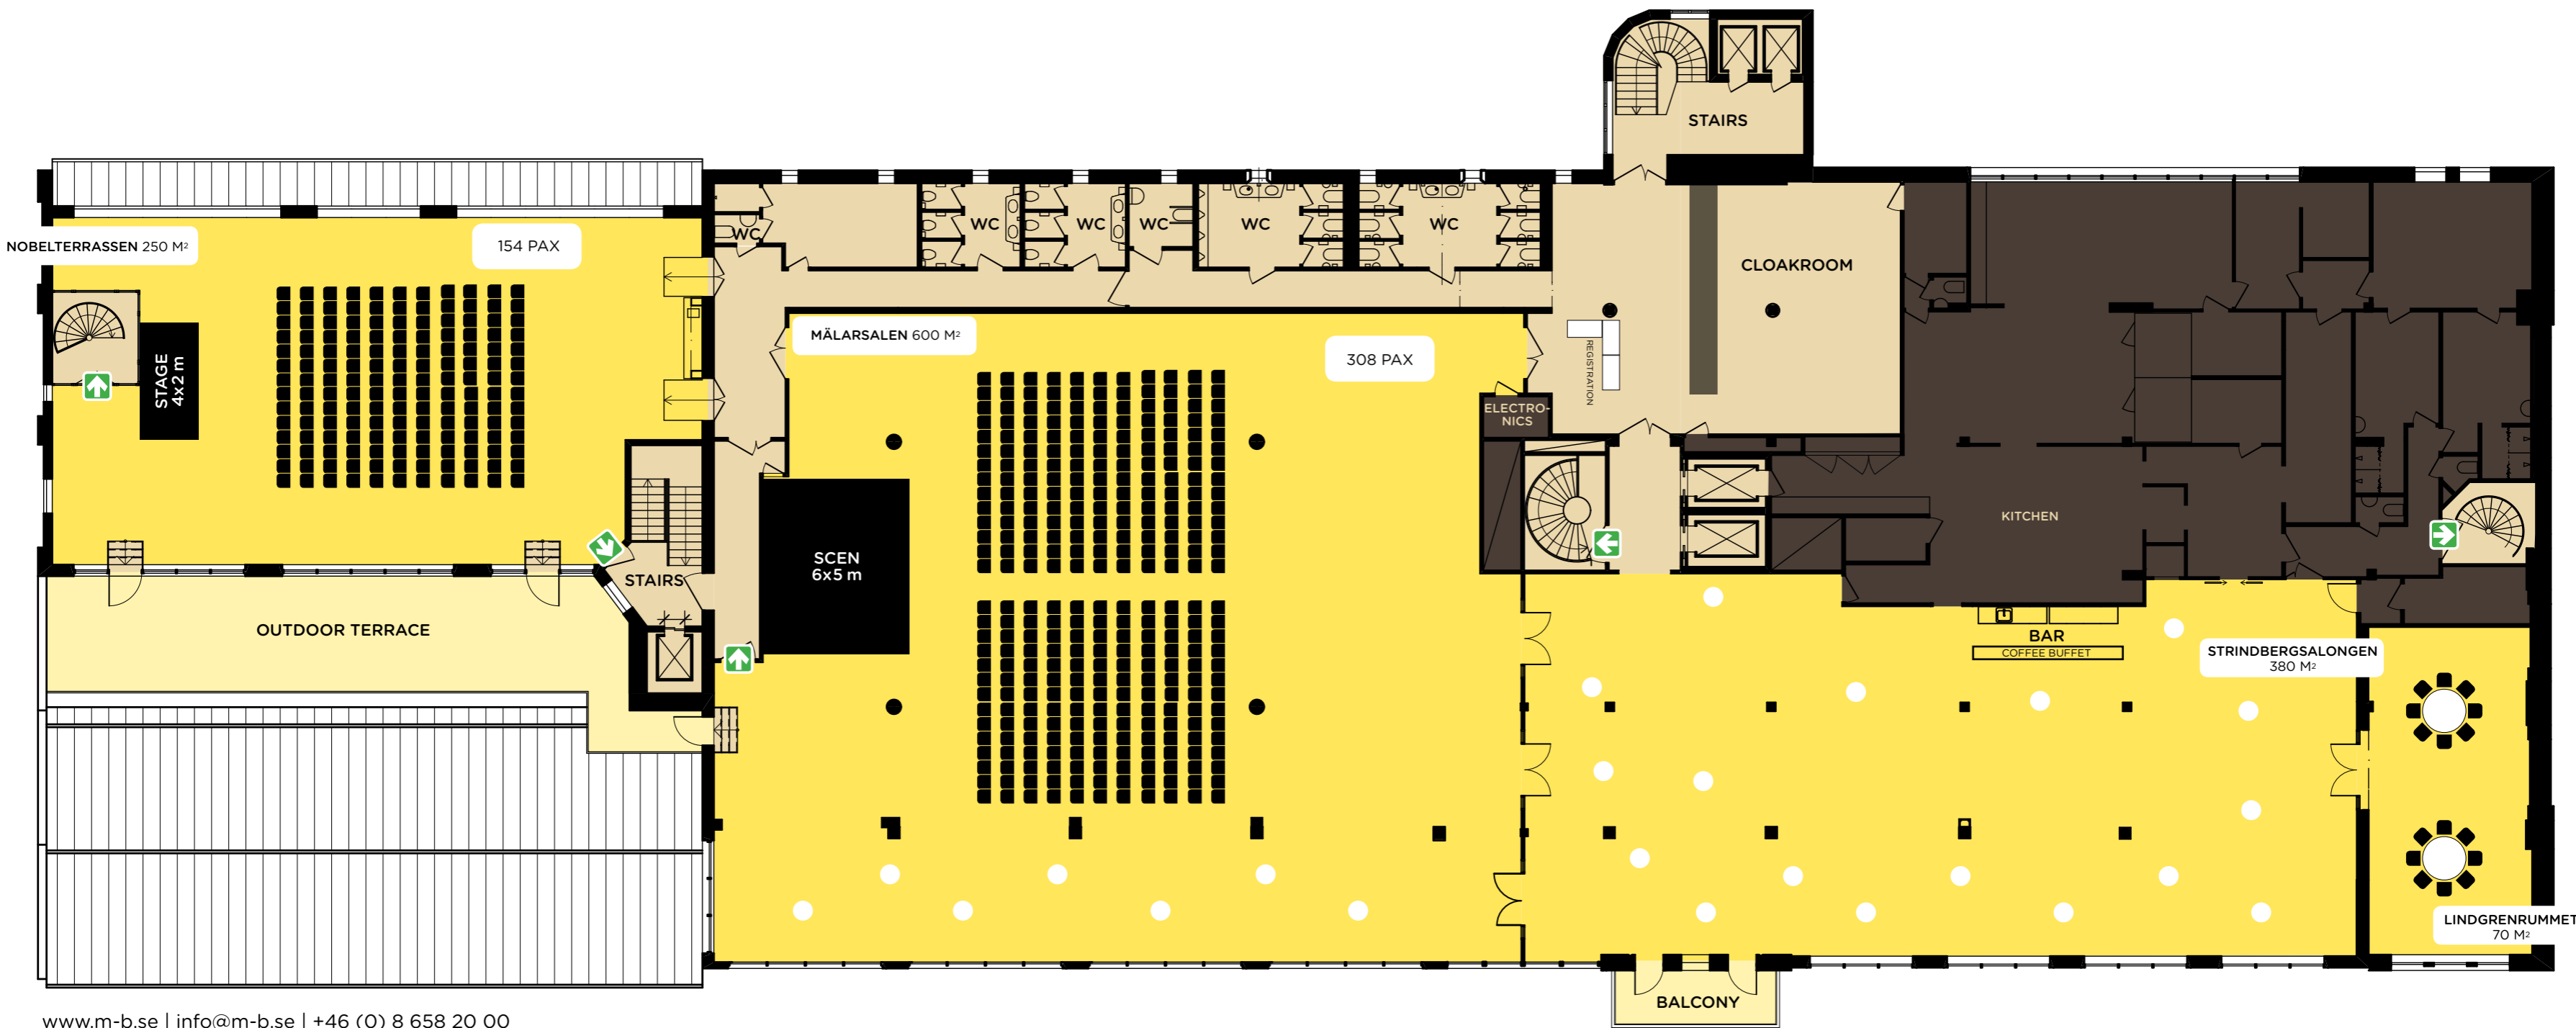 STAIRS
NOBELTERRASSEN 250 M²
154 PAX
WC
WC
WC
WC
WC
WC
CLOAKROOM
MÄLARSALEN 600 M²
308 PAX
REGISTRATION
STAGE
4x2 m
ELECTRO-
NICS
KITCHEN
SCEN
6x5 m
STAIRS
OUTDOOR TERRACE
BAR
COFFEE BUFFET
STRINDBERGSALONGEN
380 M²
LINDGRENRUMMET
70 M²
BALCONY
www.m-b.se | info@m-b.se | +46 (0) 8 658 20 00